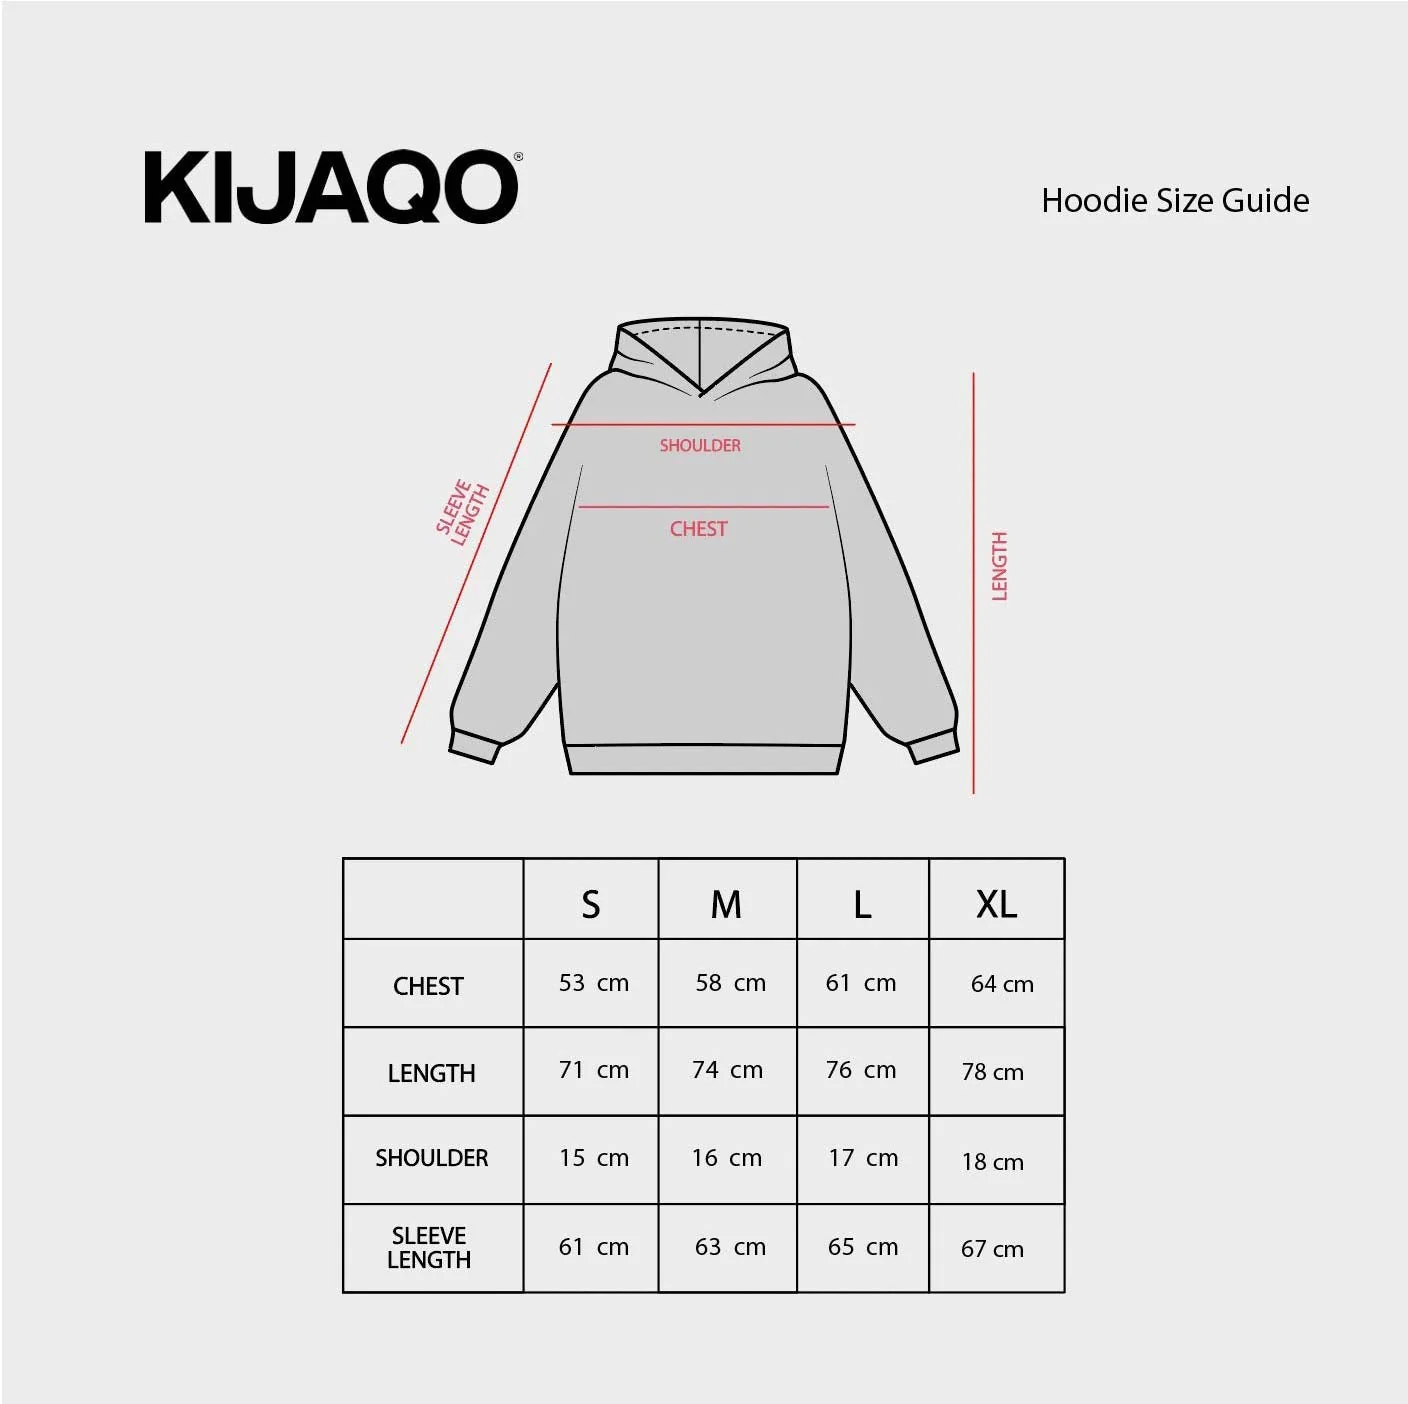 KIJAQO®
Hoodie Size Guide
SHOULDER
SLEEVE
LENGTH
CHEST
LENGTH
S M L XL
CHEST 53 cm 58 cm 61 cm 64 cm
LENGTH 71 cm 74 cm 76 cm 78 cm
SHOULDER 15 cm 16 cm 17 cm 18 cm
SLEEVE
LENGTH 61 cm 63 cm 65 cm 67 cm